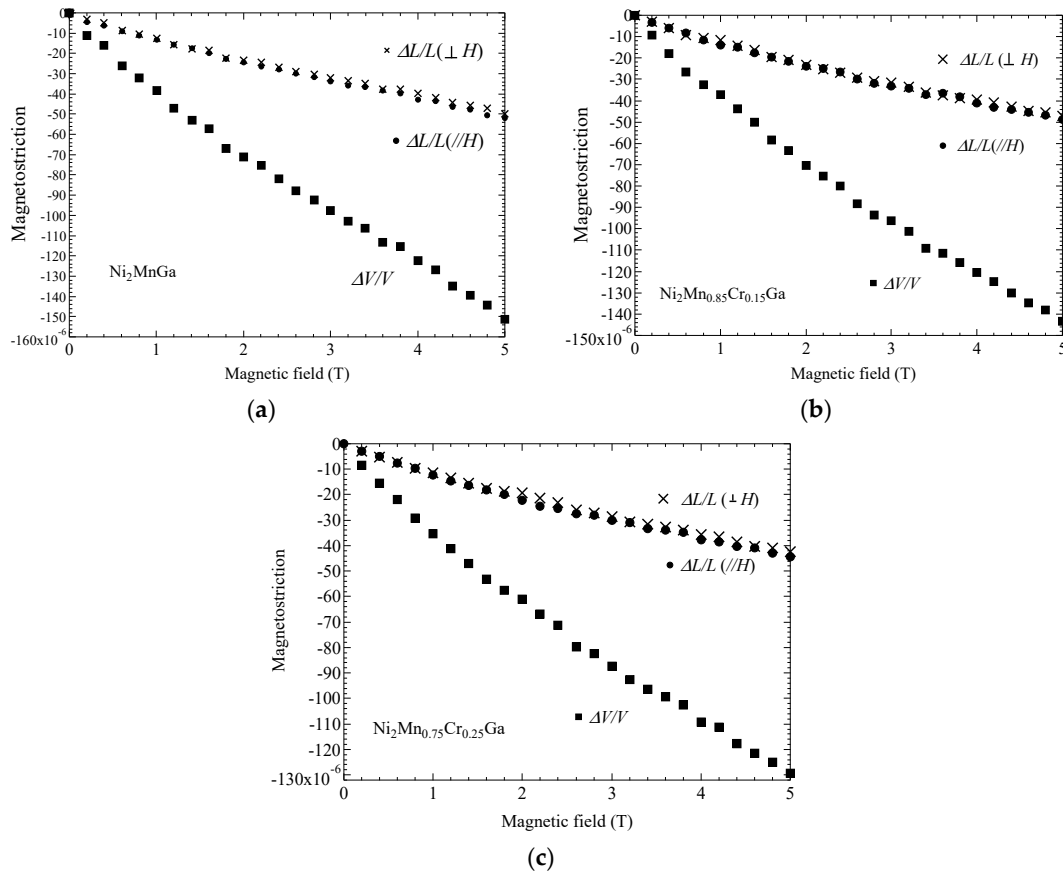 0
-10
-20
-30
-40
-50
-60
-70
-80
-90
-100
-110
-120
-130
-140
-150
-160x10⁻⁶
Magnetostriction
× ΔL/L(⊥ H)
● ΔL/L(//H)
Ni₂MnGa
ΔV/V
0 1 2 3 4 5
Magnetic field (T)
(a)
0
-10
-20
-30
-40
-50
-60
-70
-80
-90
-100
-110
-120
-130
-140
-150x10⁻⁶
Magnetostriction
× ΔL/L (⊥ H)
● ΔL/L(//H)
■ ΔV/V
Ni₂Mn₀.₈₅Cr₀.₁₅Ga
0 1 2 3 4 5
Magnetic field (T)
(b)
0
-10
-20
-30
-40
-50
-60
-70
-80
-90
-100
-110
-120
-130x10⁻⁶
Magnetostriction
× ΔL/L (⊥ H)
● ΔL/L (//H)
■ ΔV/V
Ni₂Mn₀.₇₅Cr₀.₂₅Ga
0 1 2 3 4 5
Magnetic field (T)
(c)